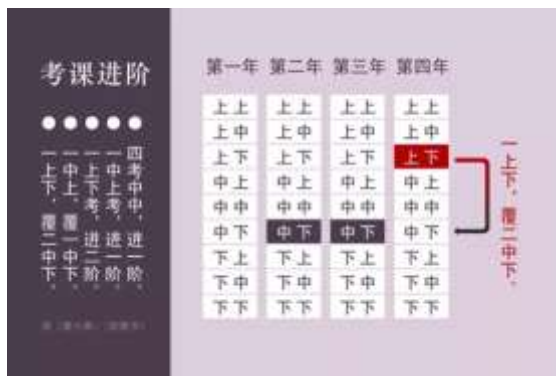 考课进阶
四考中中，进一阶。
一中上考，进一阶。
一上下考，进二阶。
一中上，覆一中下。
一上下，覆二中下。
第一年 第二年 第三年 第四年
上上 上上 上上 上上
上中 上中 上中 上中
上下 上下 上下 上下
中上 中上 中上 中上
中中 中中 中中 中中
中下 中下 中下 中下
下上 下上 下上 下上
下中 下中 下中 下中
下下 下下 下下 下下
一上下，覆二中下。